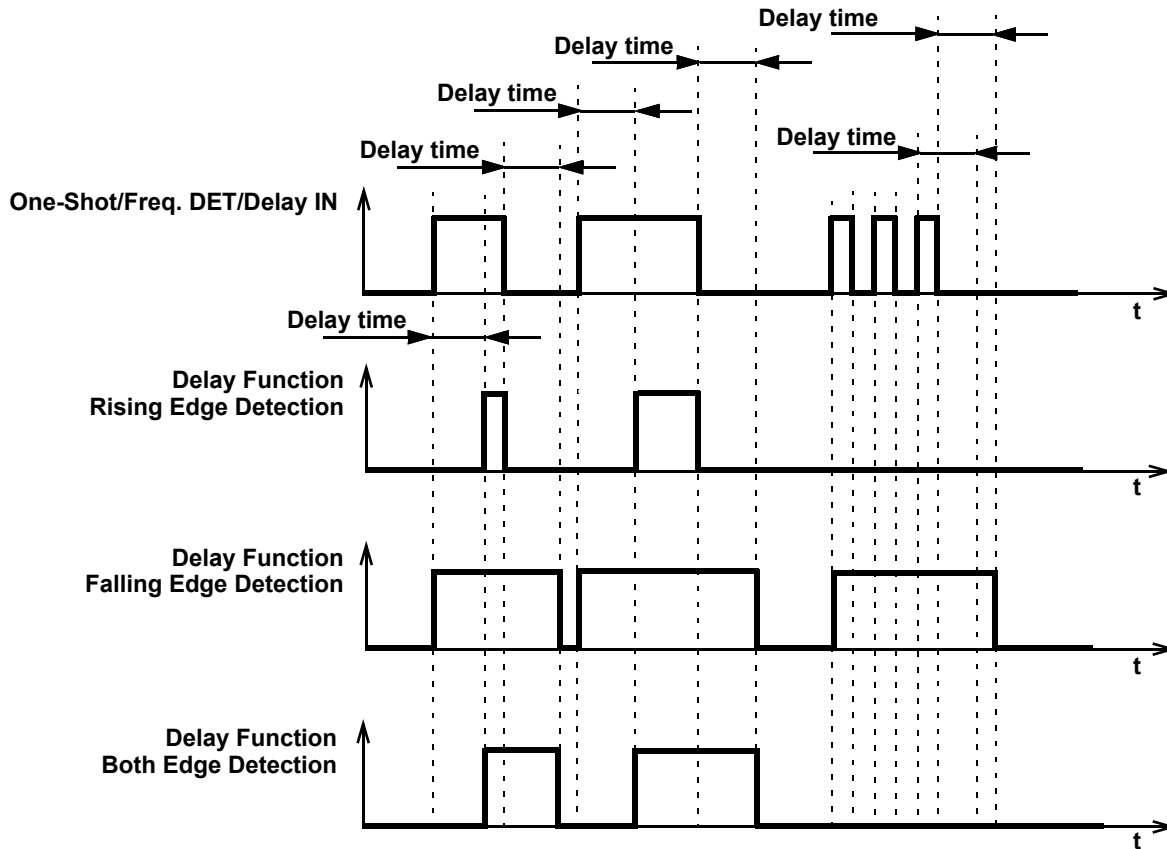 Delay time
Delay time
Delay time
Delay time
Delay time
One-Shot/Freq. DET/Delay IN
t
Delay time
Delay Function
Rising Edge Detection
t
Delay Function
Falling Edge Detection
t
Delay Function
Both Edge Detection
t